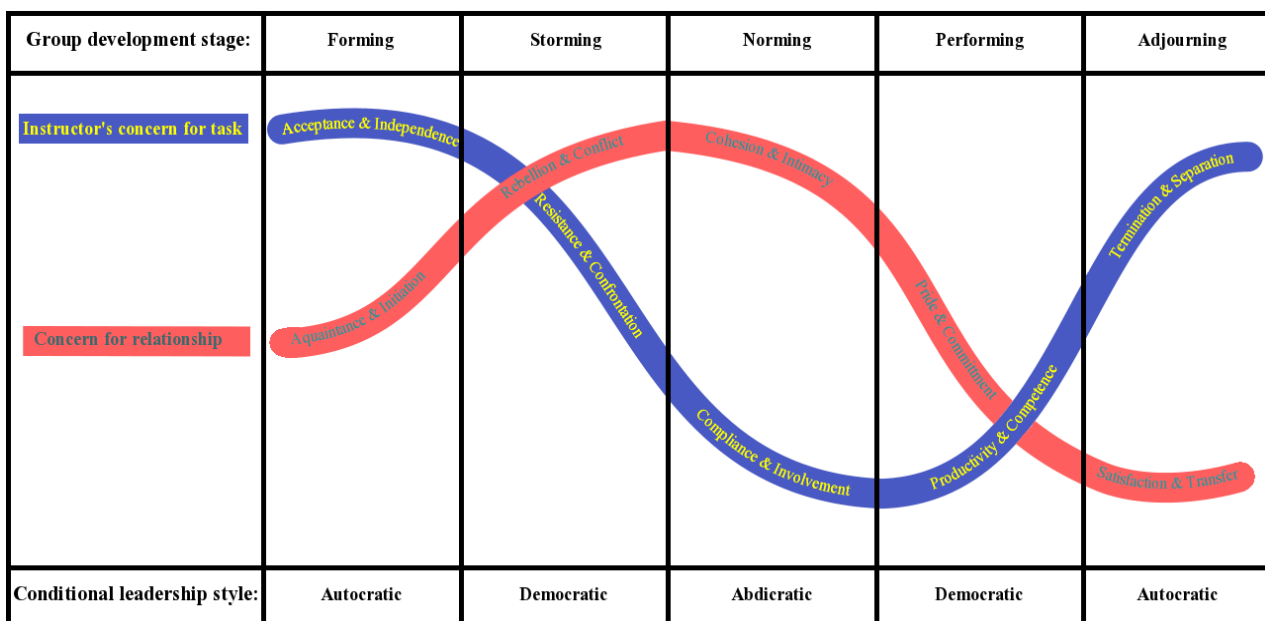 Group development stage:
Forming
Storming
Norming
Performing
Adjourning
Instructor's concern for task
Acceptance & Independence
Resistance & Confrontation
Compliance & Involvement
Productivity & Competence
Termination & Separation
Concern for relationship
Aquaintance & Initiation
Rebellion & Conflict
Cohesion & Intimacy
Pride & Committment
Satisfaction & Transfer
Conditional leadership style:
Autocratic
Democratic
Abdicratic
Democratic
Autocratic